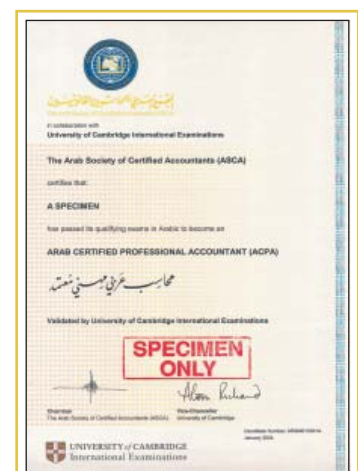 in collaboration with
University of Cambridge International Examinations
The Arab Society of Certified Accountants (ASCA)
certifies that:
A SPECIMEN
has passed its qualifying exams in Arabic to become an
ARAB CERTIFIED PROFESSIONAL ACCOUNTANT (ACPA)
محاسب عربي مهني معتمد
Validated by University of Cambridge International Examinations
SPECIMEN
ONLY
Chairman
The Arab Society of Certified Accountants (ASCA)
Vice-Chancellor
University of Cambridge
January 2004
UNIVERSITY of CAMBRIDGE
International Examinations